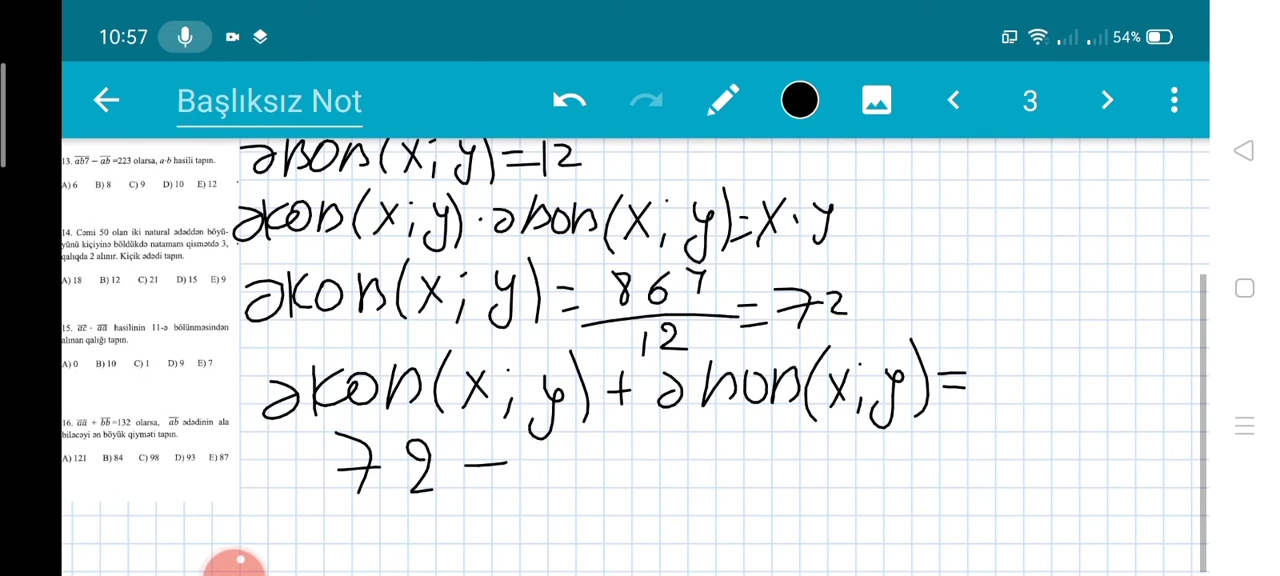 10:57
54%
Başlıksız Not
3
13. ab7 – ab =223 olarsa, a·b hasili tapın.
A) 6 B) 8 C) 9 D) 10 E) 12
14. Cəmi 50 olan iki natural ədəddən böyü-
yünü kiçiyinə böldükdə natamam qismətdə 3,
qalıqda 2 alınır. Kiçik ədədi tapın.
A) 18 B) 12 C) 21 D) 15 E) 9
15. ac · aa hasilinin 11-ə bölünməsindən
alınan qalığı tapın.
A) 0 B) 10 C) 1 D) 9 E) 7
16. aa + bb =132 olarsa, ab ədədinin ala
biləcəyi ən böyük qiyməti tapın.
A) 121 B) 84 C) 98 D) 93 E) 87
əbob(x;y)=12
əkob(x;y)·əbob(x;y)=x·y
əkob(x;y)=867/12=72
əkob(x;y)+əbob(x;y)=
72 –